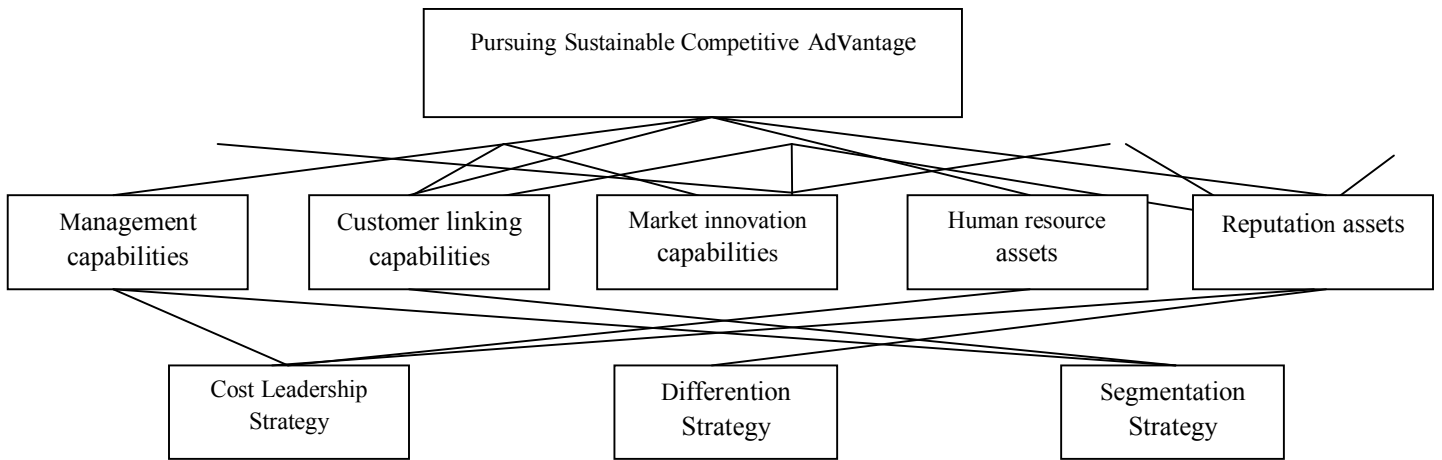 Pursuing Sustainable Competitive AdVantage
Management
capabilities
Customer linking
capabilities
Market innovation
capabilities
Human resource
assets
Reputation assets
Cost Leadership
Strategy
Differention
Strategy
Segmentation
Strategy